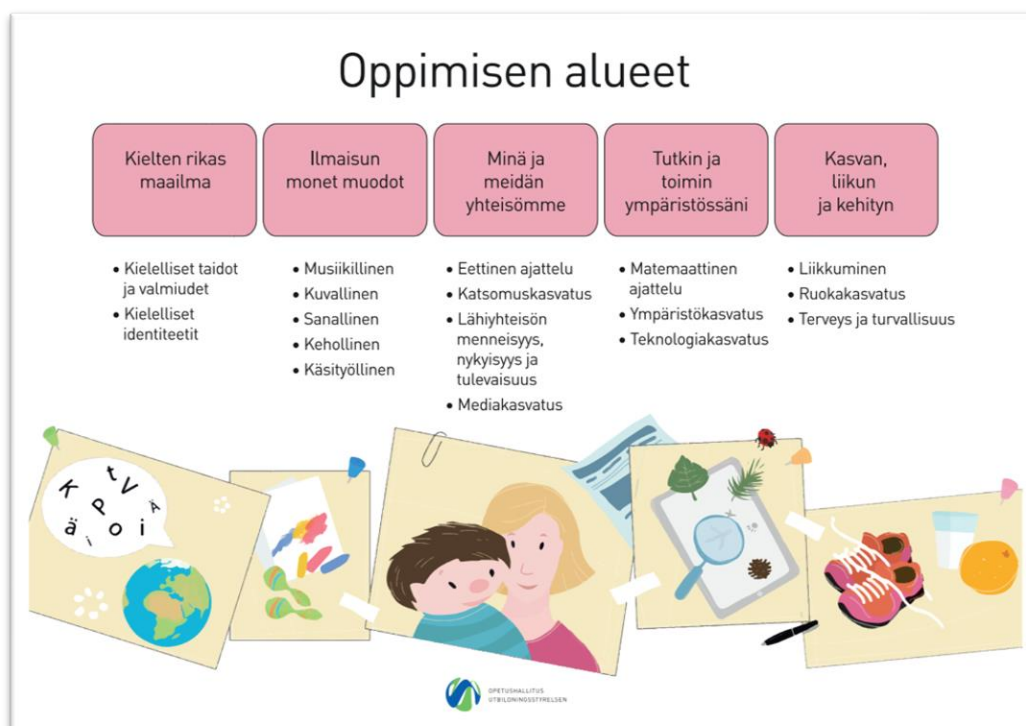 Oppimisen alueet
Kielten rikas
maailma
• Kielelliset taidot
ja valmiudet
• Kielelliset
identiteetit
Ilmaisun
monet muodot
• Musiikillinen
• Kuvallinen
• Sanallinen
• Kehollinen
• Käsityöllinen
Minä ja
meidän
yhteisömme
• Eettinen ajattelu
• Katsomuskasvatus
• Lähiyhteisön
menneisyys,
nykyisyys ja
tulevaisuus
• Mediakasvatus
Tutkin ja
toimin
ympäristössäni
• Matemaattinen
ajattelu
• Ympäristökasvatus
• Teknologiakasvatus
Kasvan,
liikun
ja kehityn
• Liikkuminen
• Ruokakasvatus
• Terveys ja turvallisuus
K t V
P Ä
ä i o i
OPETUSHALLITUS
UTBILDNINGSSTYRELSEN